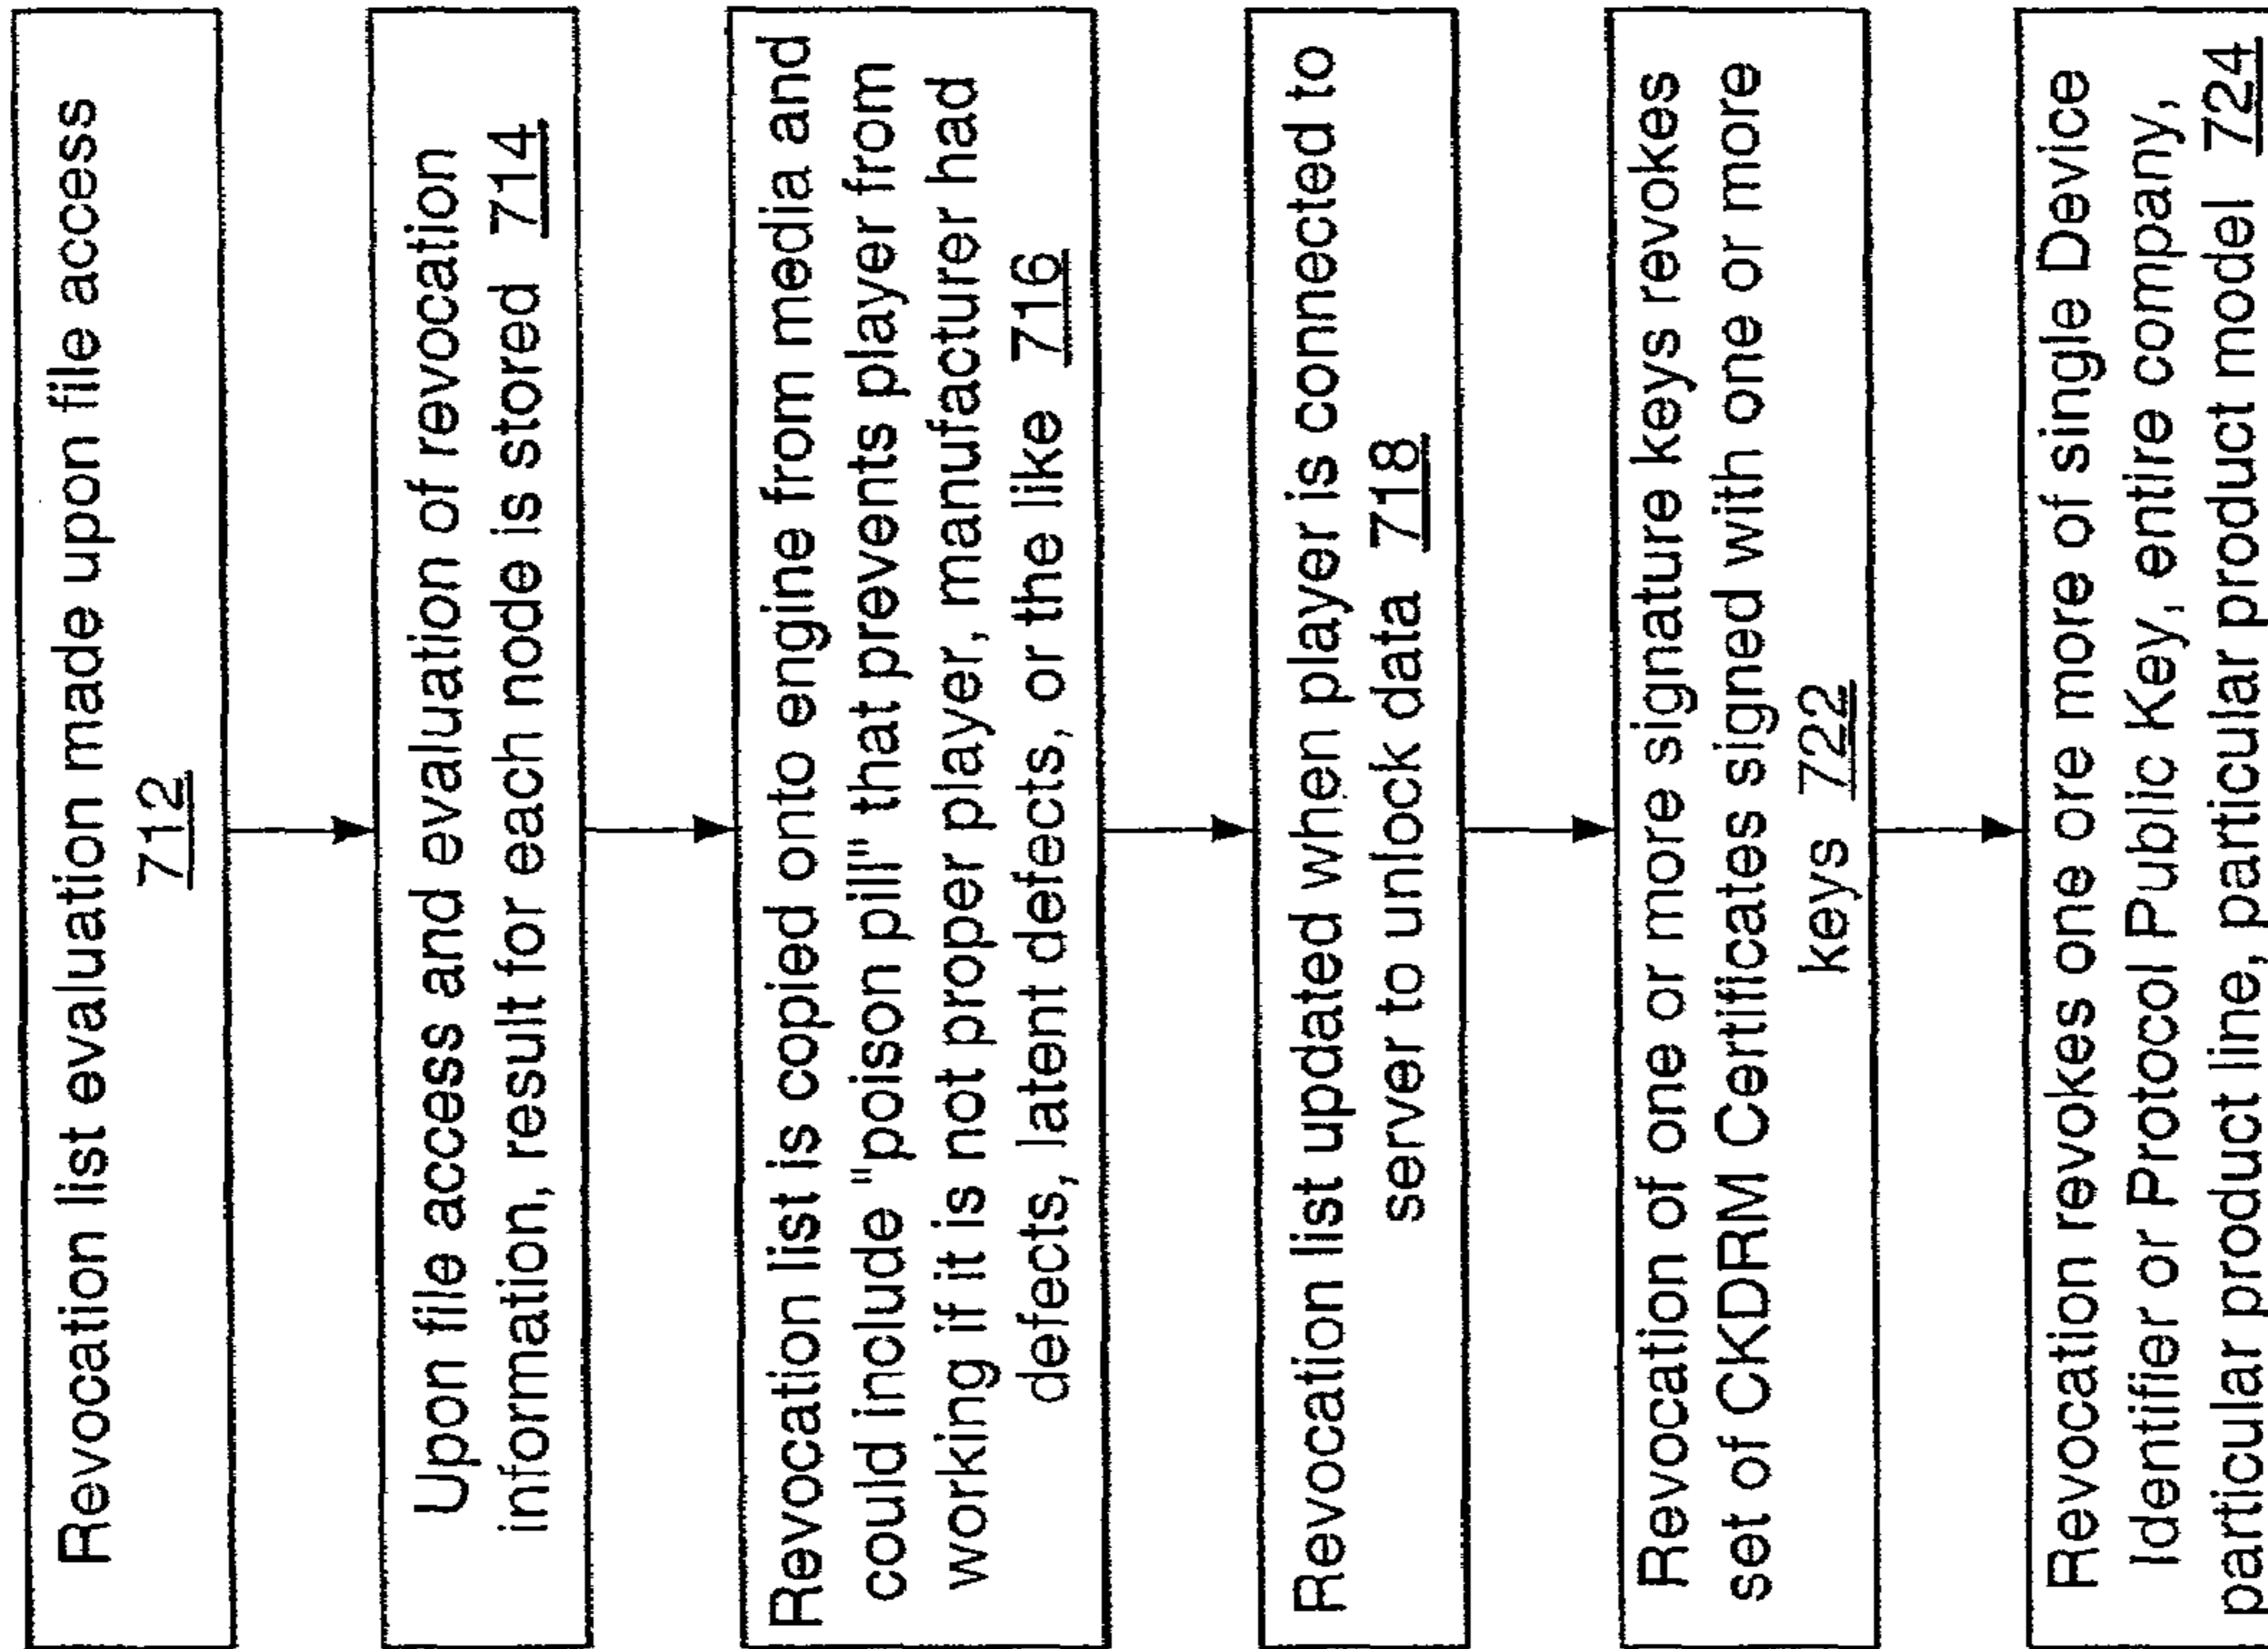 Revocation list evaluation made upon file access
712
Upon file access and evaluation of revocation
information, result for each node is stored 714
Revocation list is copied onto engine from media and
could include "poison pill" that prevents player from
working if it is not proper player, manufacturer had
defects, latent defects, or the like 716
Revocation list updated when player is connected to
server to unlock data 718
Revocation of one or more signature keys revokes
set of CKDRM Certificates signed with one or more
keys 722
Revocation revokes one ore more of single Device
Identifier or Protocol Public Key, entire company,
particular product line, particular product model 724